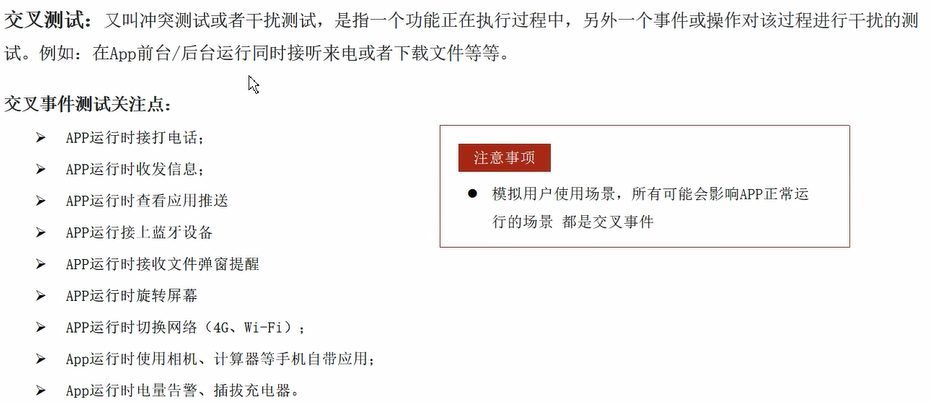 交叉测试：又叫冲突测试或者干扰测试，是指一个功能正在执行过程中，另外一个事件或操作对该过程进行干扰的测
试。例如：在App前台/后台运行同时接听来电或者下载文件等等。
交叉事件测试关注点：
➢ APP运行时接打电话；
➢ APP运行时收发信息；
➢ APP运行时查看应用推送
➢ APP运行接上蓝牙设备
➢ APP运行时接收文件弹窗提醒
➢ APP运行时旋转屏幕
➢ APP运行时切换网络（4G、Wi-Fi）；
➢ App运行时使用相机、计算器等手机自带应用；
➢ App运行时电量告警、插拔充电器。
注意事项
● 模拟用户使用场景，所有可能会影响APP正常运
行的场景 都是交叉事件